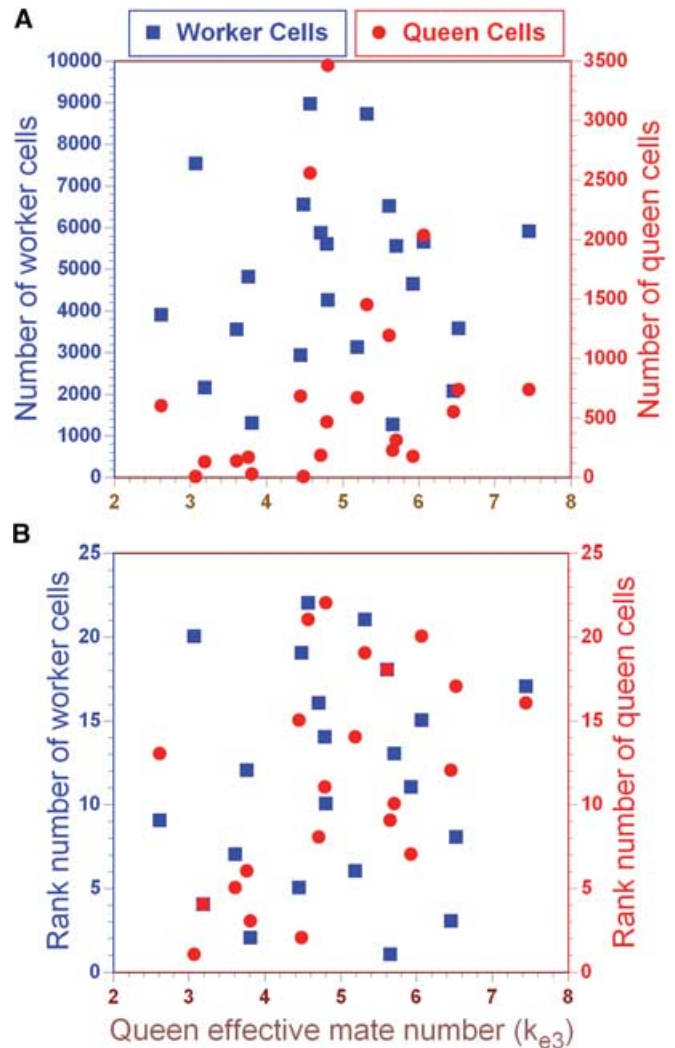 A
Worker Cells
Queen Cells
10000
9000
8000
7000
6000
5000
4000
3000
2000
1000
0
Number of worker cells
3500
3000
2500
2000
1500
1000
500
0
Number of queen cells
2 3 4 5 6 7 8
B
25
20
15
10
5
0
Rank number of worker cells
25
20
15
10
5
0
Rank number of queen cells
2 3 4 5 6 7 8
Queen effective mate number (ke3)